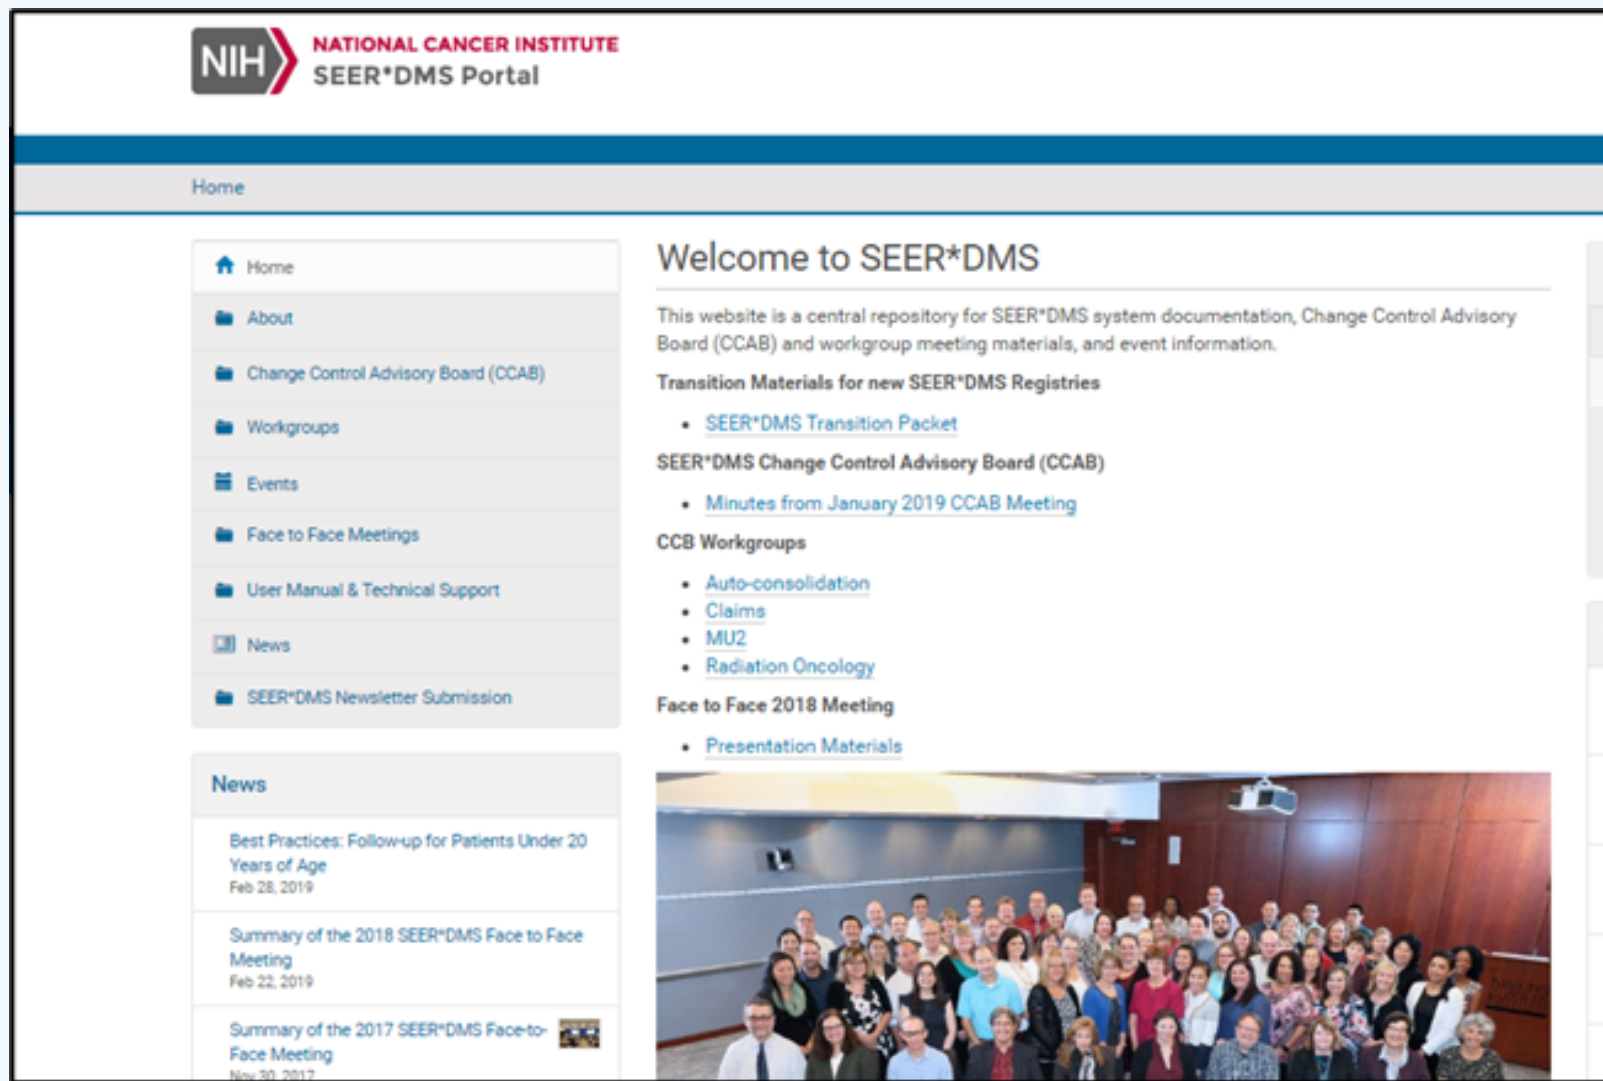 NIH
NATIONAL CANCER INSTITUTE
SEER*DMS Portal
Home
Home
About
Change Control Advisory Board (CCAB)
Workgroups
Events
Face to Face Meetings
User Manual & Technical Support
News
SEER*DMS Newsletter Submission
News
Best Practices: Follow-up for Patients Under 20
Years of Age
Feb 28, 2019
Summary of the 2018 SEER*DMS Face to Face
Meeting
Feb 22, 2019
Summary of the 2017 SEER*DMS Face-to-
Face Meeting
Nov 30, 2017
Welcome to SEER*DMS
This website is a central repository for SEER*DMS system documentation, Change Control Advisory
Board (CCAB) and workgroup meeting materials, and event information.
Transition Materials for new SEER*DMS Registries
SEER*DMS Transition Packet
SEER*DMS Change Control Advisory Board (CCAB)
Minutes from January 2019 CCAB Meeting
CCB Workgroups
Auto-consolidation
Claims
MU2
Radiation Oncology
Face to Face 2018 Meeting
Presentation Materials